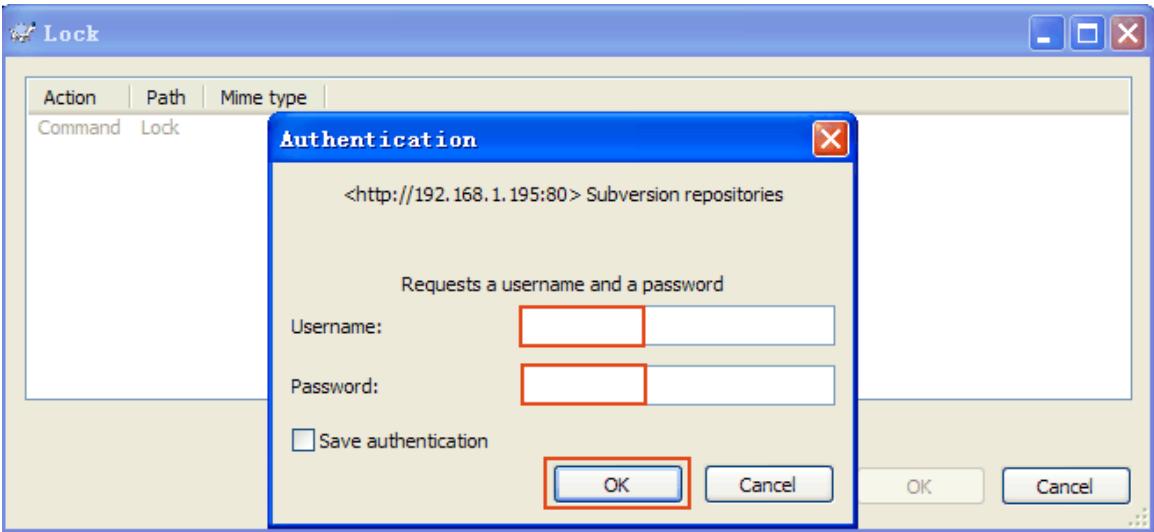 Lock
Action Path Mime type
Command Lock
Authentication
<http://192.168.1.195:80> Subversion repositories
Requests a username and a password
Username:
Password:
Save authentication
OK Cancel
OK Cancel